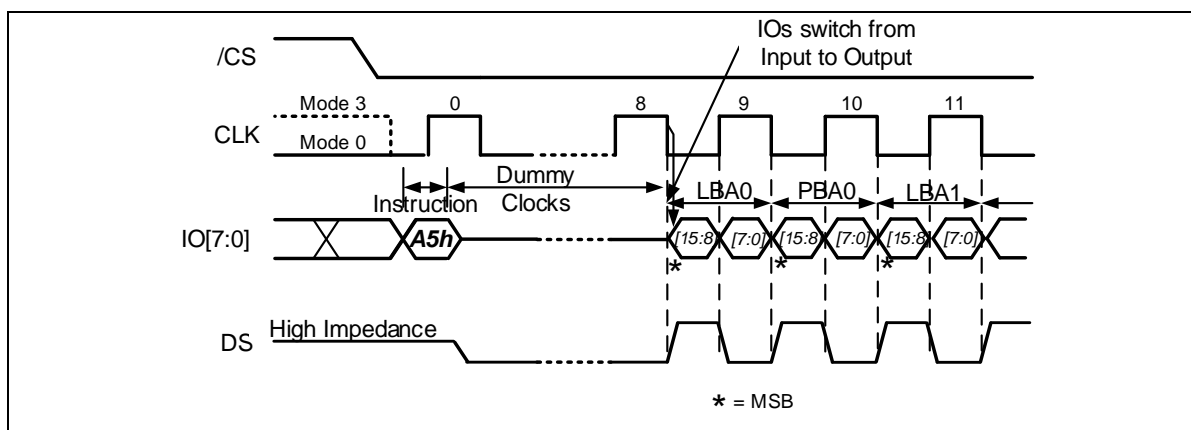 IOs switch from
Input to Output
/CS
Mode 3
0
8
9
10
11
CLK
Mode 0
Dummy
Clocks
LBA0
PBA0
LBA1
Instruction
IO[7:0]
A5h
[15:8]
[7:0]
[15:8]
[7:0]
[15:8]
[7:0]
*
*
*
High Impedance
DS
* = MSB